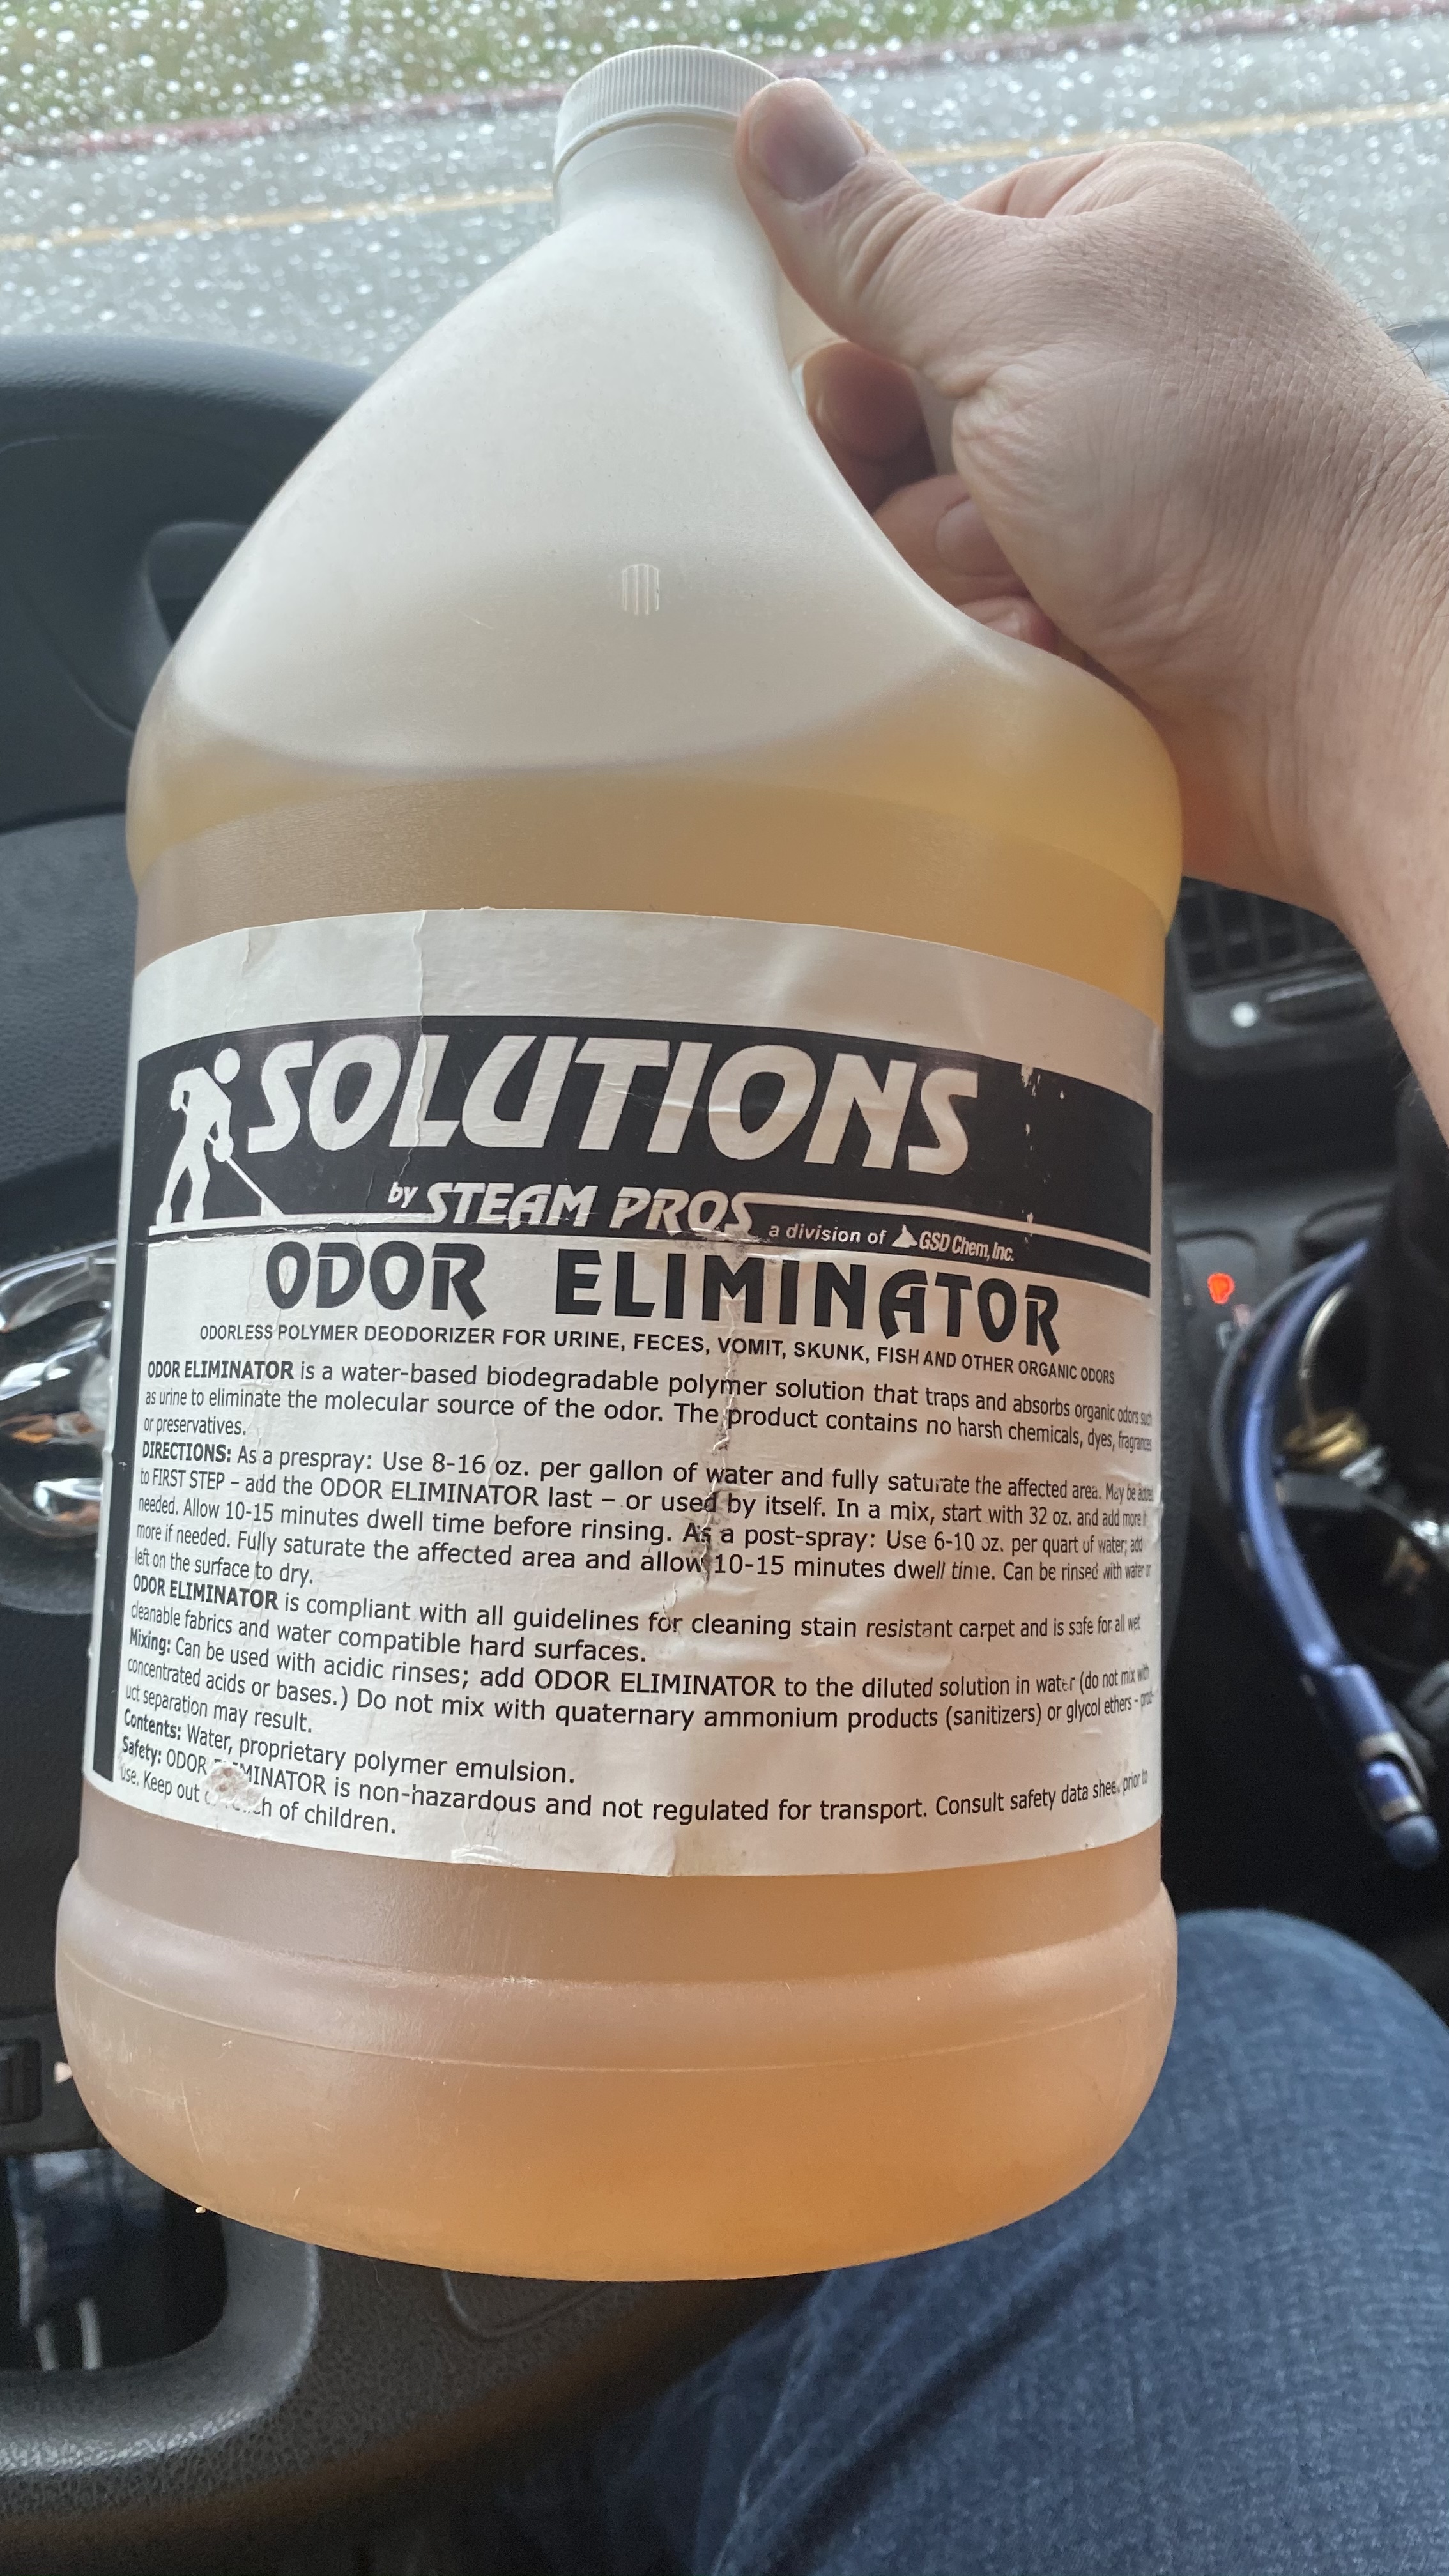 SOLUTIONS
by STEAM PROS a division of GSD Chem, Inc.
ODOR ELIMINATOR
ODORLESS POLYMER DEODORIZER FOR URINE, FECES, VOMIT, SKUNK, FISH AND OTHER ORGANIC ODORS
ODOR ELIMINATOR is a water-based biodegradable polymer solution that traps and absorbs organic odors such
as urine to eliminate the molecular source of the odor. The product contains no harsh chemicals, dyes, fragrances
or preservatives.
DIRECTIONS: As a prespray: Use 8-16 oz. per gallon of water and fully saturate the affected area. May be added
to FIRST STEP – add the ODOR ELIMINATOR last – or used by itself. In a mix, start with 32 oz. and add more if
needed. Allow 10-15 minutes dwell time before rinsing. As a post-spray: Use 6-10 oz. per quart of water; add
more if needed. Fully saturate the affected area and allow 10-15 minutes dwell time. Can be rinsed with water or
left on the surface to dry.
ODOR ELIMINATOR is compliant with all guidelines for cleaning stain resistant carpet and is safe for all wet
cleanable fabrics and water compatible hard surfaces.
Mixing: Can be used with acidic rinses; add ODOR ELIMINATOR to the diluted solution in water (do not mix with
concentrated acids or bases.) Do not mix with quaternary ammonium products (sanitizers) or glycol ethers - prod-
uct separation may result.
Contents: Water, proprietary polymer emulsion.
Safety: ODOR ELIMINATOR is non-hazardous and not regulated for transport. Consult safety data sheet prior to
use. Keep out of reach of children.